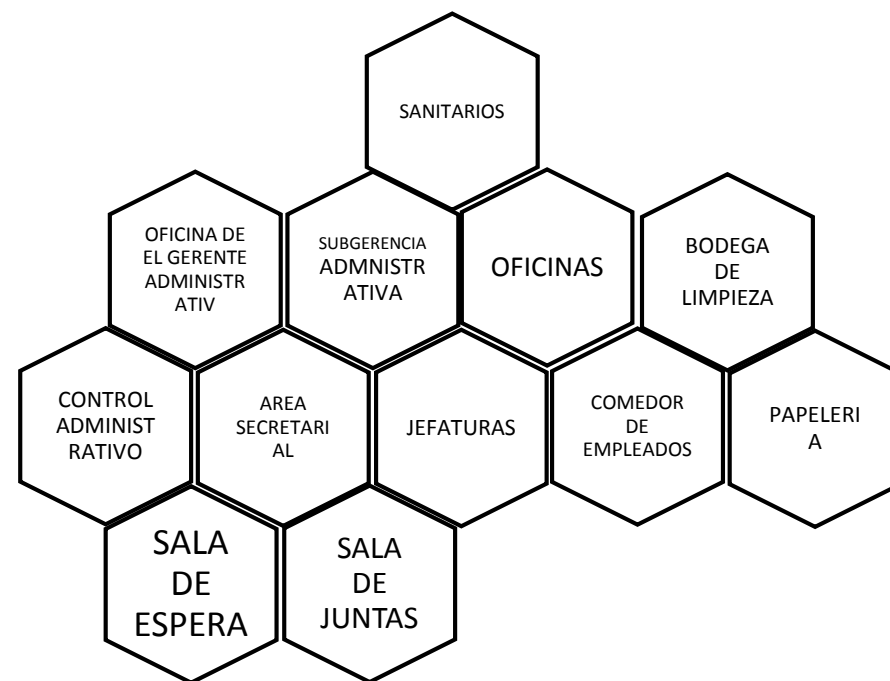 SANITARIOS
OFICINA DE
EL GERENTE
ADMINISTR
ATIV
SUBGERENCIA
ADMNISTR
ATIVA
OFICINAS
BODEGA
DE
LIMPIEZA
CONTROL
ADMINIST
RATIVO
AREA
SECRETARI
AL
JEFATURAS
COMEDOR
DE
EMPLEADOS
PAPELERI
A
SALA
DE
ESPERA
SALA
DE
JUNTAS